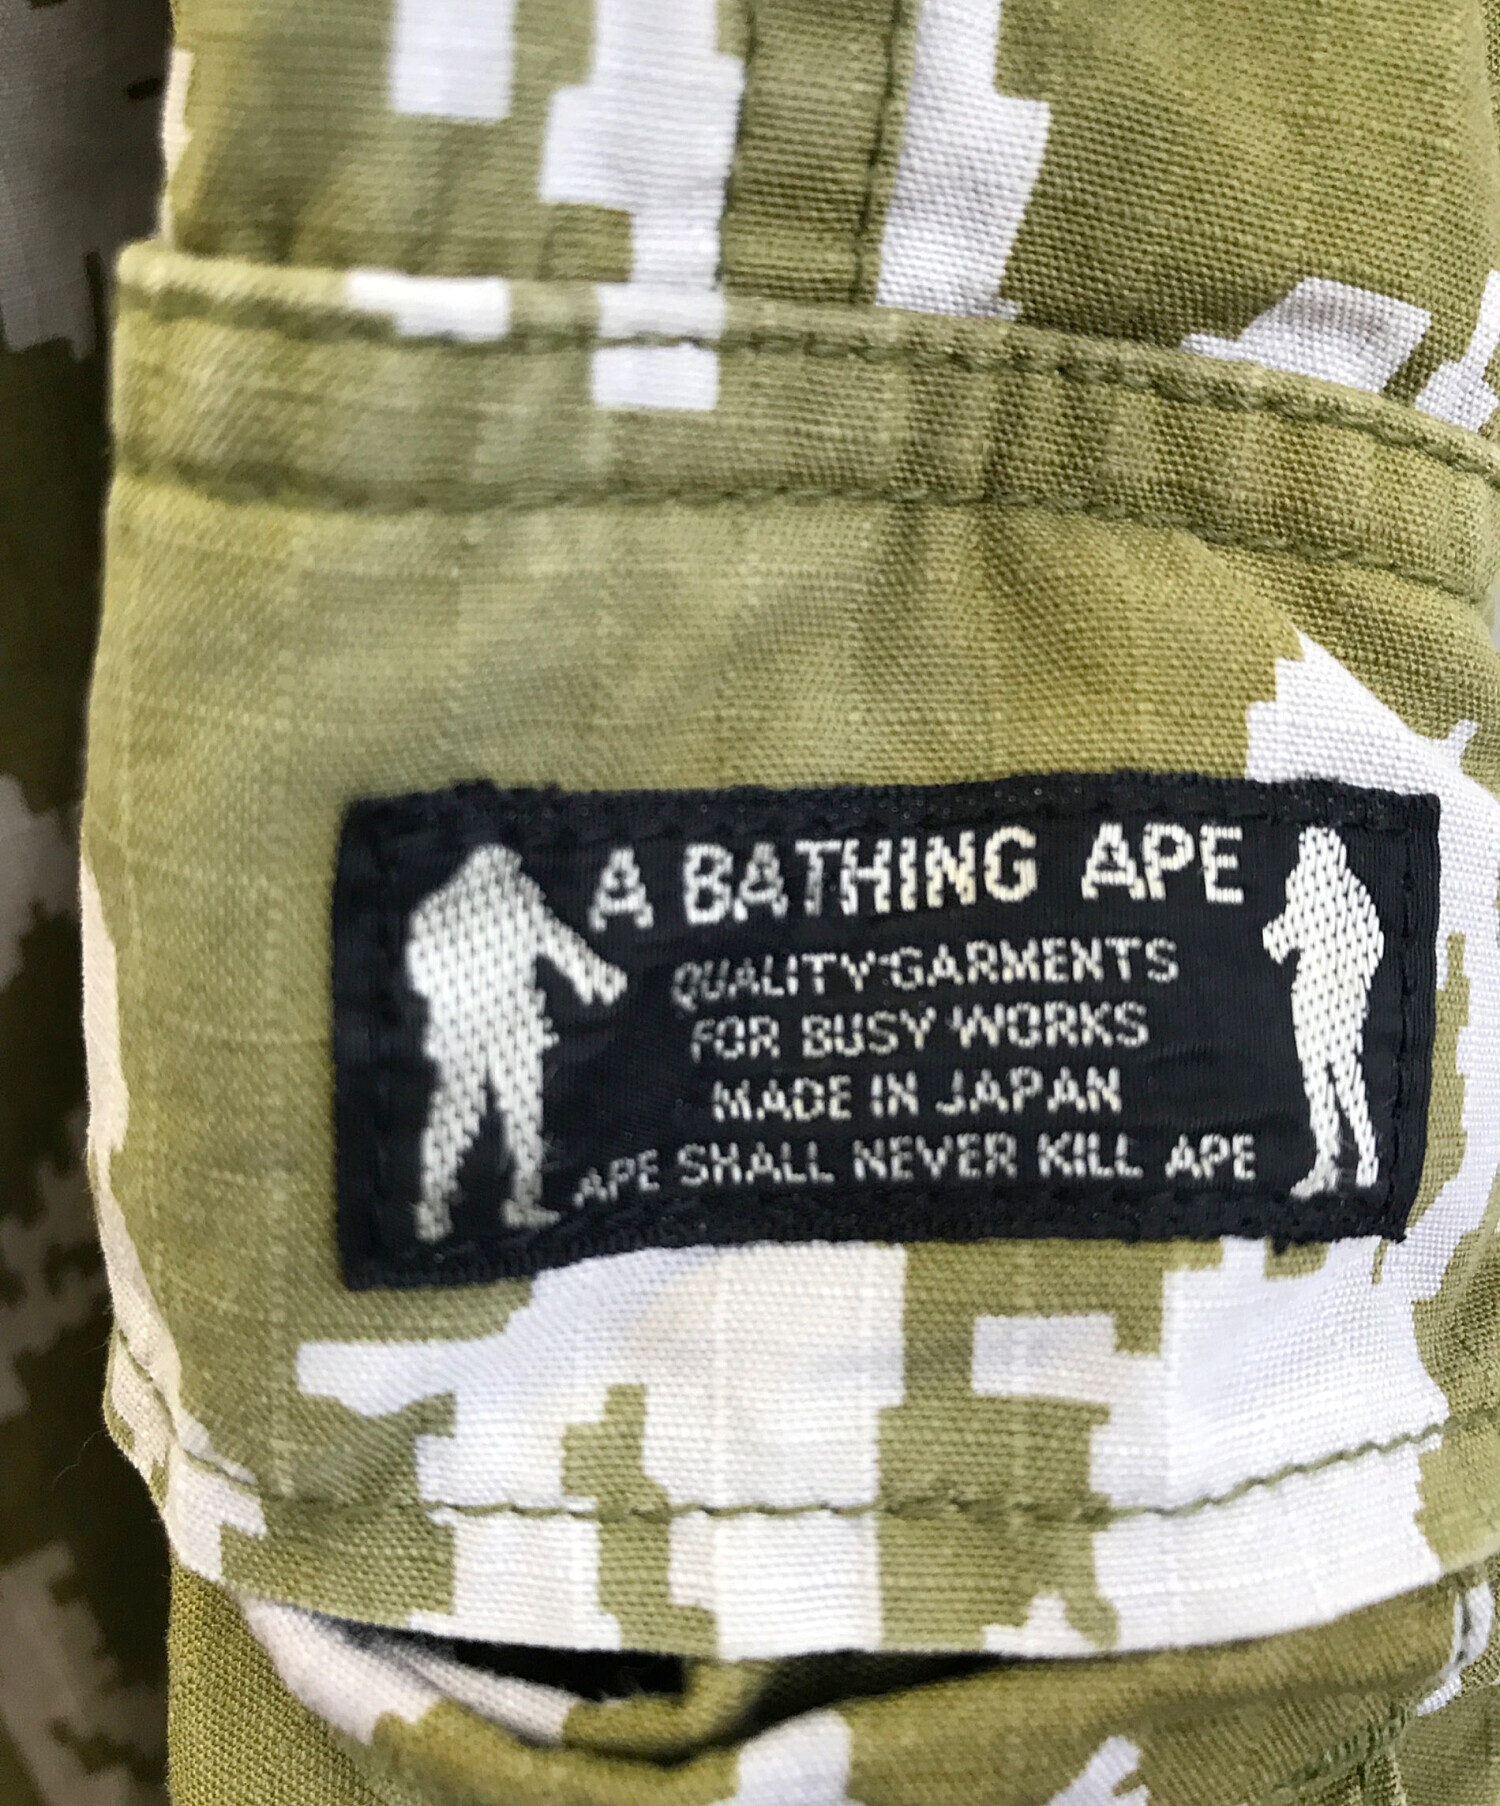 A BATHING APE
QUALITY GARMENTS
FOR BUSY WORKS
MADE IN JAPAN
APE SHALL NEVER KILL APE